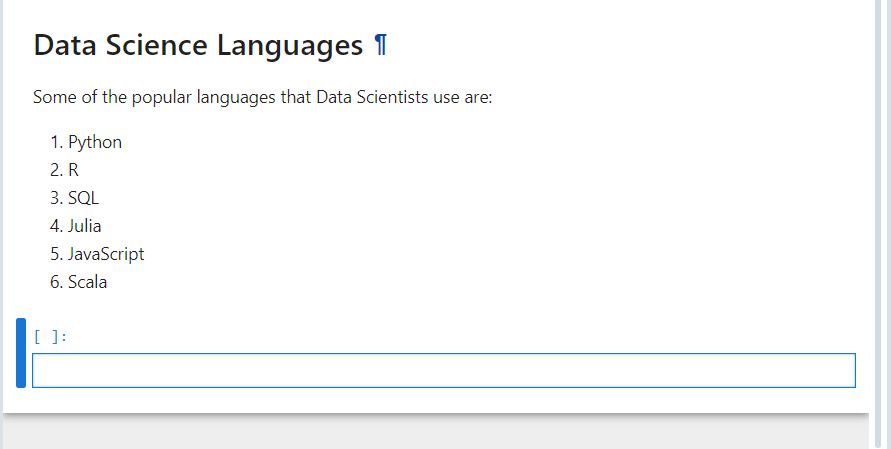 Data Science Languages ¶
Some of the popular languages that Data Scientists use are:
1. Python
2. R
3. SQL
4. Julia
5. JavaScript
6. Scala
[ ]: